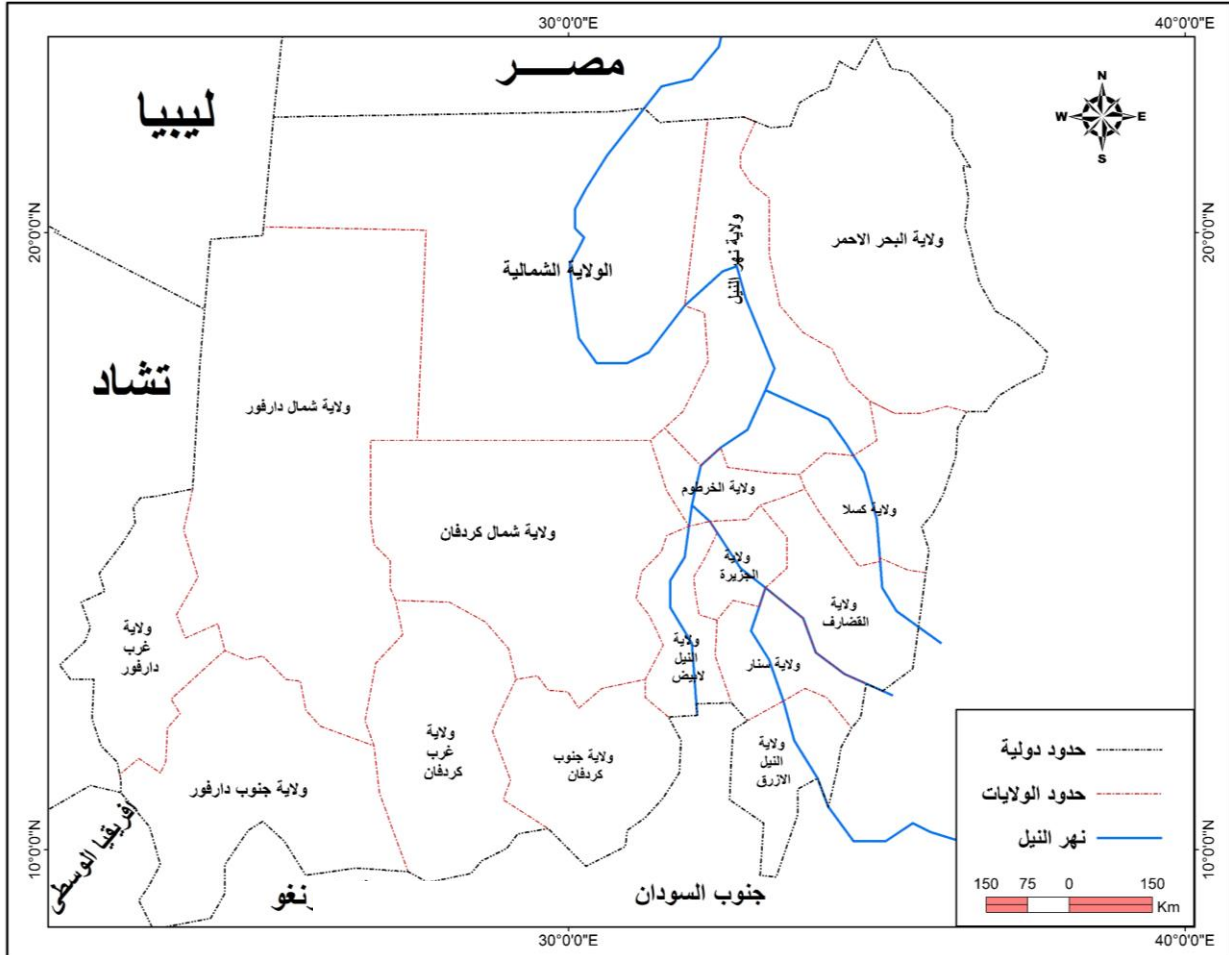 30°0'0"E
40°0'0"E
مصـــر
ليبيا
N
W
E
S
20°0'0"N
20°0'0"N
ولاية نهر النيل
ولاية البحر الاحمر
الولاية الشمالية
تشاد
ولاية شمال دارفور
ولاية الخرطوم
ولاية كسلا
ولاية شمال كردفان
ولاية
الجزيرة
ولاية
القضارف
ولاية
غرب
دارفور
ولاية
النيل
لابيض
ولاية سنار
ولاية
غرب
كردفان
ولاية جنوب
كردفان
ولاية
النيل
الازرق
ولاية جنوب دارفور
افريقيا الوسطى
نغو
جنوب السودان
حدود دولية
حدود الولايات
نهر النيل
150 75 0 150
Km
10°0'0"N
10°0'0"N
30°0'0"E
40°0'0"E